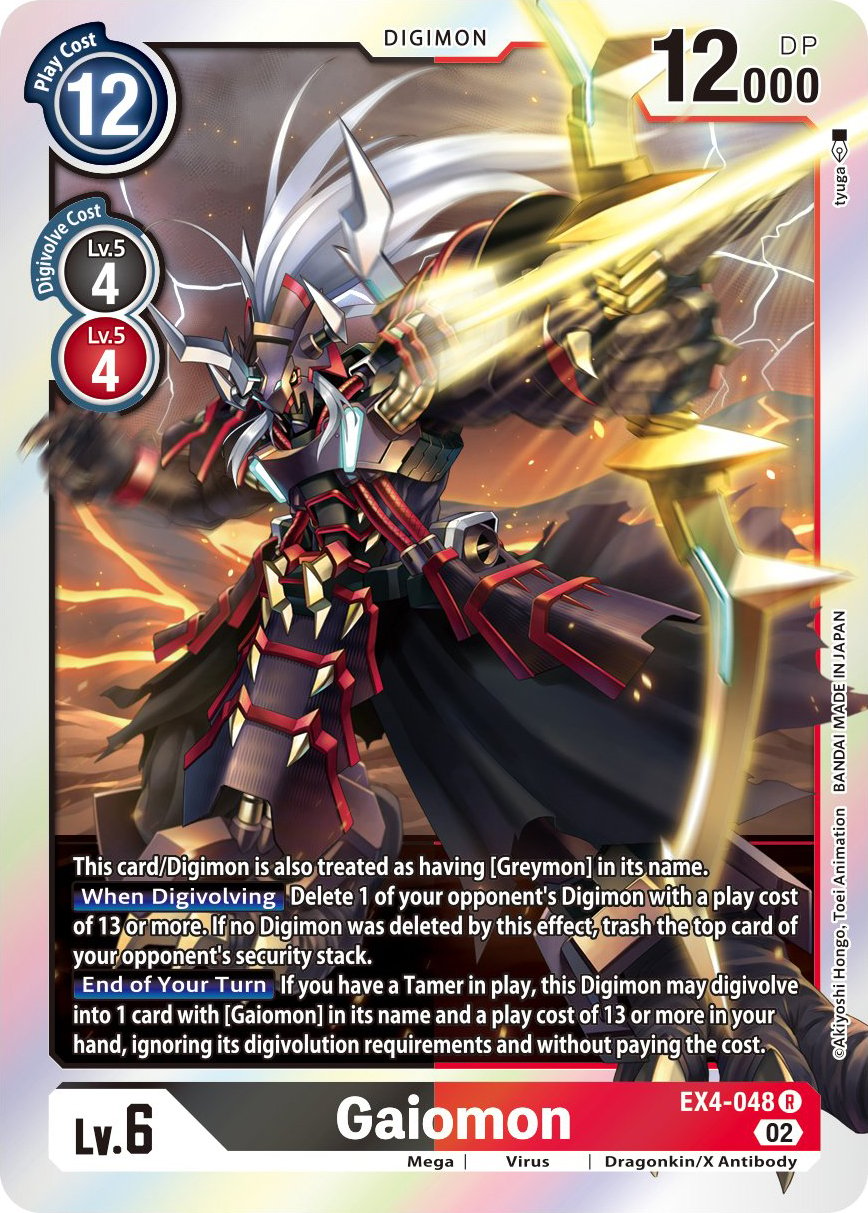 DIGIMON
Play Cost
12
DP
12000
Digivolve Cost
Lv.5
4
Lv.5
4
tyuga
BANDAI MADE IN JAPAN
©Akiyoshi Hongo, Toei Animation
This card/Digimon is also treated as having [Greymon] in its name.
When Digivolving Delete 1 of your opponent's Digimon with a play cost
of 13 or more. If no Digimon was deleted by this effect, trash the top card of
your opponent's security stack.
End of Your Turn If you have a Tamer in play, this Digimon may digivolve
into 1 card with [Gaiomon] in its name and a play cost of 13 or more in your
hand, ignoring its digivolution requirements and without paying the cost.
Lv.6
Gaiomon
EX4-048 R
02
Mega | Virus | Dragonkin/X Antibody